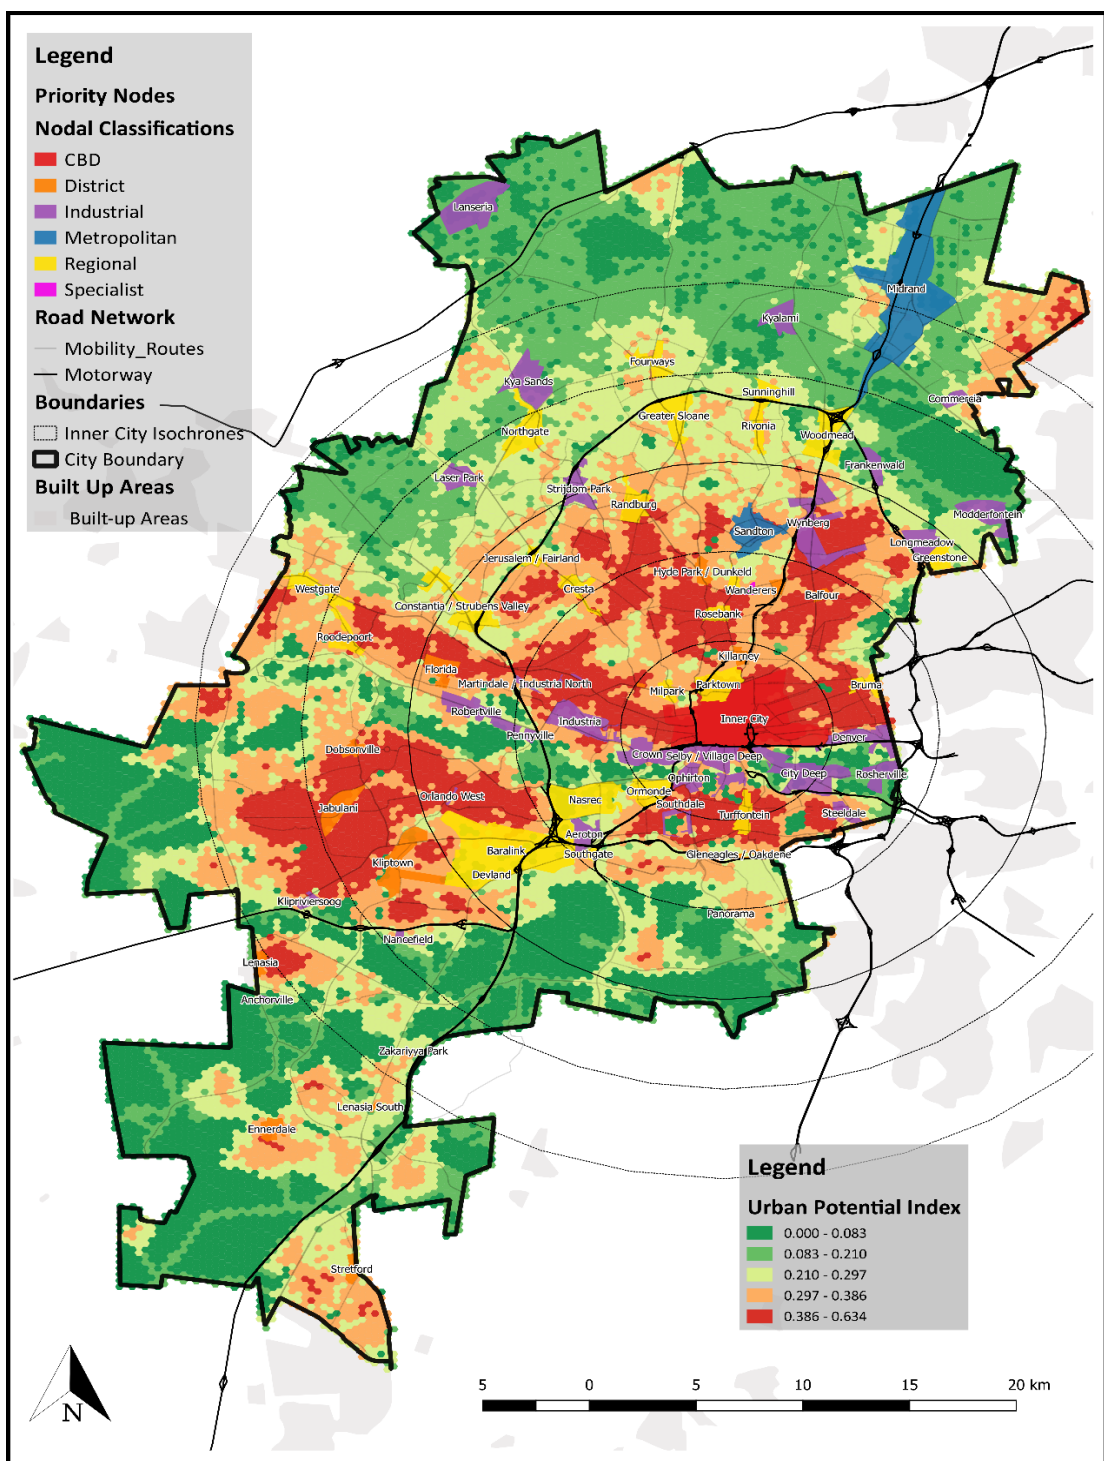 Legend
Priority Nodes
Nodal Classifications
CBD
District
Industrial
Metropolitan
Regional
Specialist
Road Network
Mobility_Routes
Motorway
Boundaries
Inner City Isochrones
City Boundary
Built Up Areas
Built-up Areas
Lanseria
Midrand
Kyalami
Fourways
Kya Sands
Sunninghill
Commercia
Greater Sloane
Rivonia
Northgate
Woodmead
Frankenwald
Laser Park
Strijdom Park
Randburg
Modderfontein
Sandton
Wynberg
Longmeadow
Greenstone
Jerusalem / Fairland
Hyde Park / Dunkeld
Westgate
Cresta
Wanderers
Balfour
Constantia / Strubens Valley
Rosebank
Roodepoort
Killarney
Florida
Martindale / Industria North
Milpark
Parktown
Bruma
Robertville
Industria
Inner City
Pennyville
Denver
Dobsonville
Crown
Selby / Village Deep
Ophirton
City Deep
Rosherville
Jabulani
Orlando West
Nasrec
Ormonde
Southdale
Turffontein
Steeldale
Aeroton
Baralink
Southgate
Gleneagles / Oakdene
Kliptown
Devland
Klipriviersoog
Panorama
Nancefield
Lenasia
Anchorville
Zakariyya Park
Lenasia South
Ennerdale
Stretford
Legend
Urban Potential Index
0.000 - 0.083
0.083 - 0.210
0.210 - 0.297
0.297 - 0.386
0.386 - 0.634
N
5 0 5 10 15 20 km